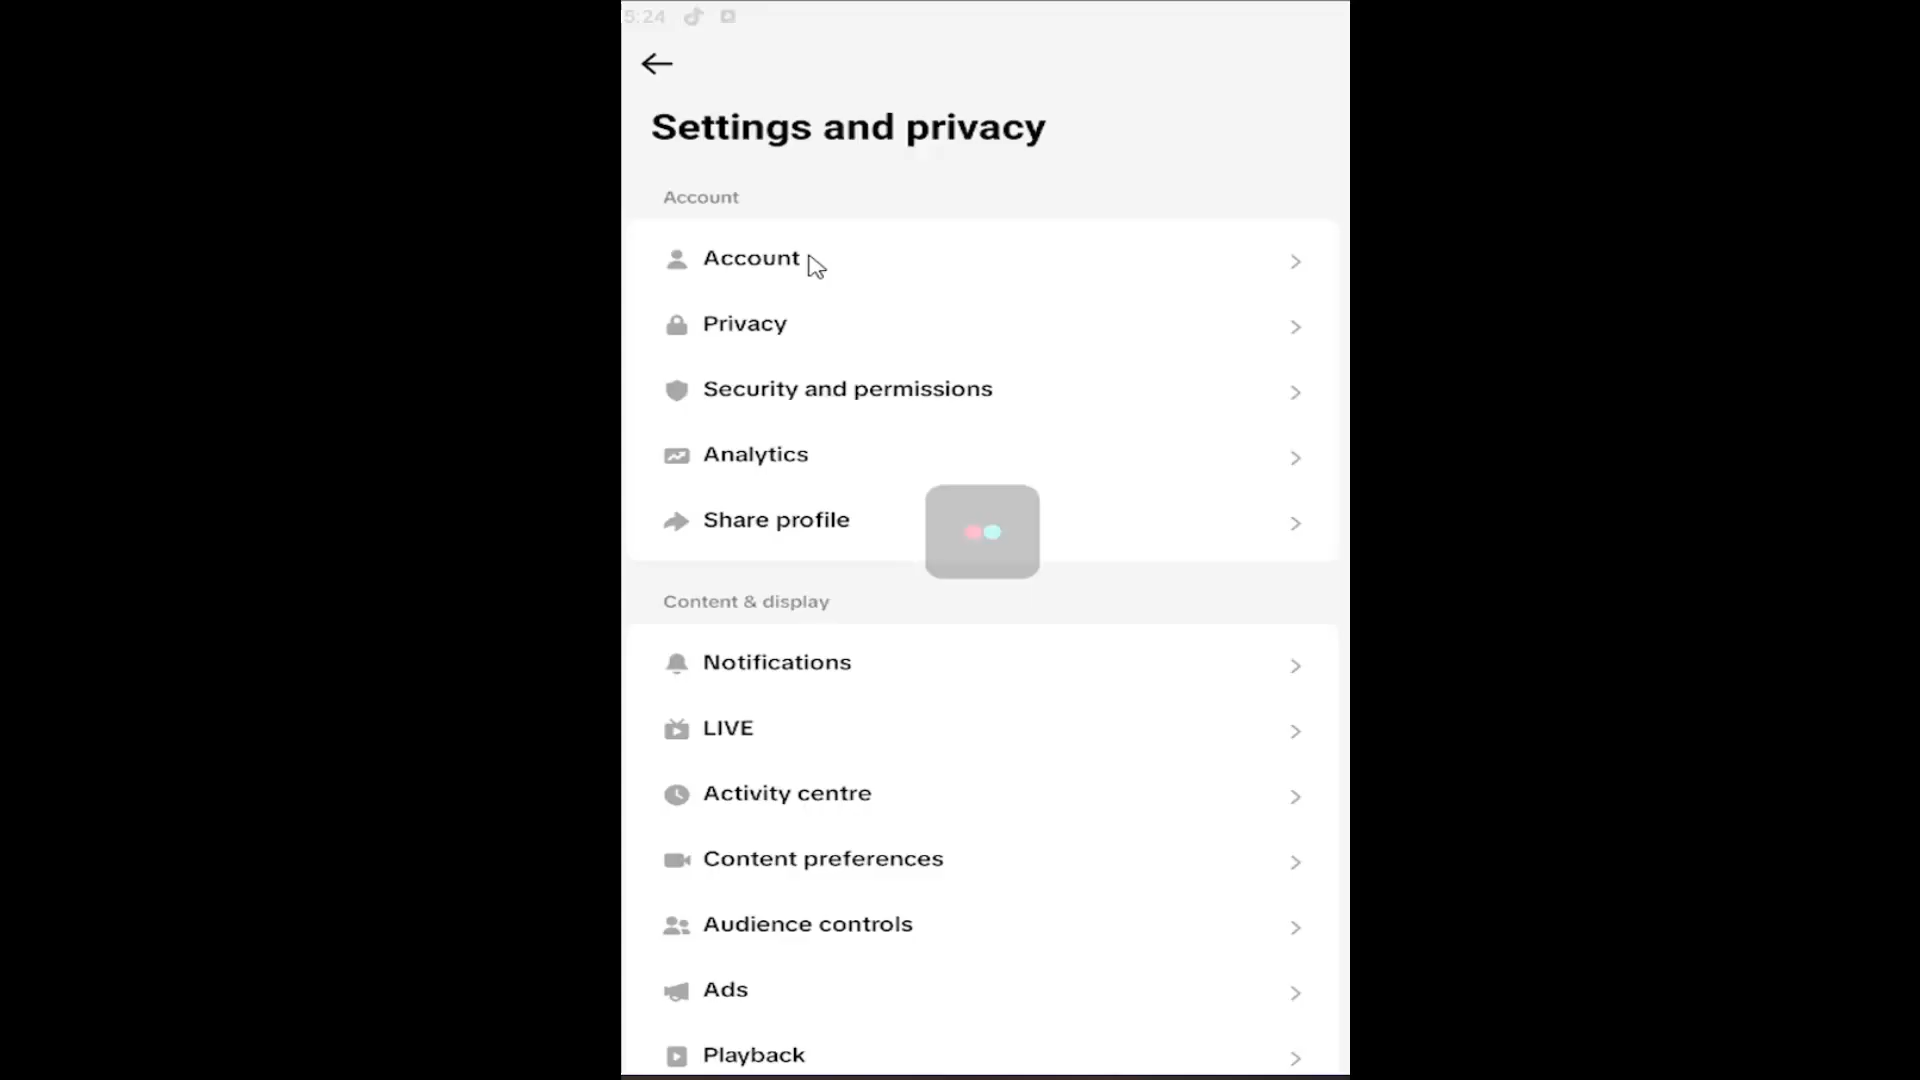 5:24
Settings and privacy
Account
Account
Privacy
Security and permissions
Analytics
Share profile
Content & display
Notifications
LIVE
Activity centre
Content preferences
Audience controls
Ads
Playback